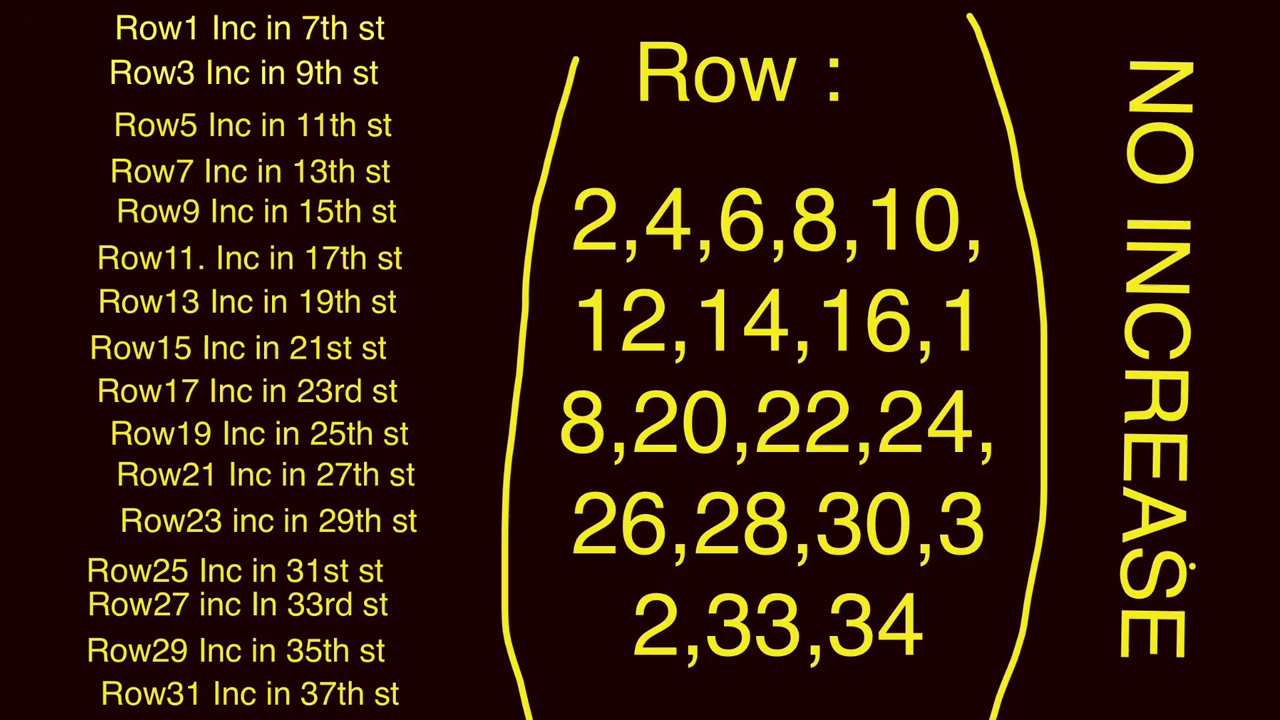 Row1 Inc in 7th st
Row3 Inc in 9th st
Row5 Inc in 11th st
Row7 Inc in 13th st
Row9 Inc in 15th st
Row11. Inc in 17th st
Row13 Inc in 19th st
Row15 Inc in 21st st
Row17 Inc in 23rd st
Row19 Inc in 25th st
Row21 Inc in 27th st
Row23 inc in 29th st
Row25 Inc in 31st st
Row27 inc In 33rd st
Row29 Inc in 35th st
Row31 Inc in 37th st
Row :
2,4,6,8,10,
12,14,16,1
8,20,22,24,
26,28,30,3
2,33,34
NO INCREASE